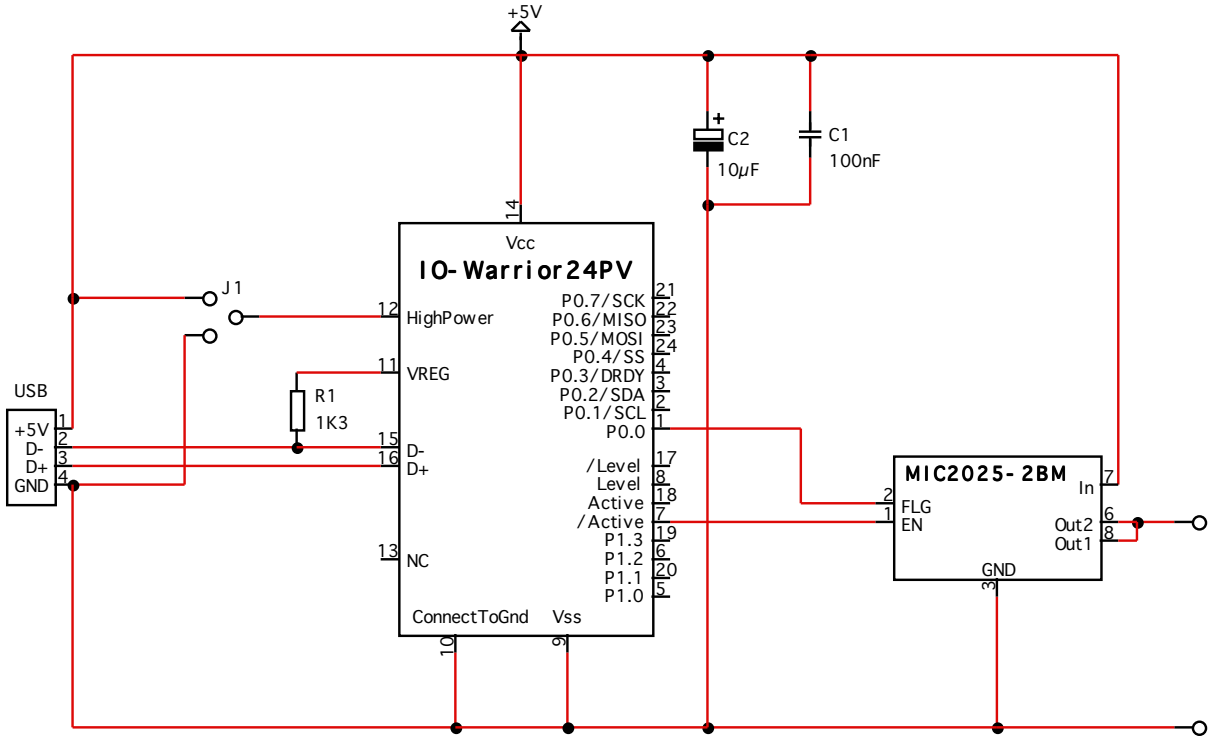 +5V
+
C2
10µF
C1
100nF
14
Vcc
IO-Warrior24PV
J1
12
HighPower
11
VREG
R1
1K3
USB
+5V
1
D-
2
D+
3
GND
4
15
D-
16
D+
13
NC
ConnectToGnd
10
Vss
9
P0.7/SCK
21
P0.6/MISO
22
P0.5/MOSI
23
P0.4/SS
24
P0.3/DRDY
4
P0.2/SDA
3
P0.1/SCL
2
P0.0
1
/Level
17
Level
8
Active
18
/Active
7
P1.3
19
P1.2
6
P1.1
20
P1.0
5
MIC2025-2BM
In
7
2
FLG
1
EN
Out2
6
Out1
8
GND
3